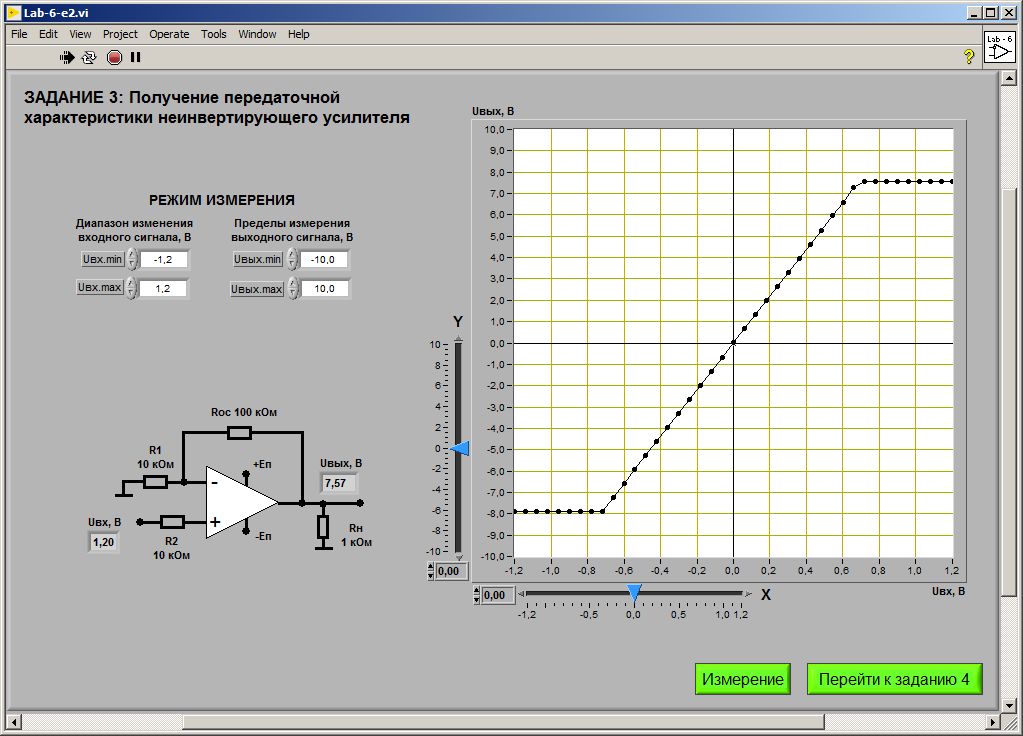 Lab-6-e2.vi
File Edit View Project Operate Tools Window Help
?
Lab - 6
ЗАДАНИЕ 3: Получение передаточной
характеристики неинвертирующего усилителя
РЕЖИМ ИЗМЕРЕНИЯ
Диапазон изменения
входного сигнала, В
Uвх.min -1,2
Uвх.max 1,2
Пределы измерения
выходного сигнала, В
Uвых.min -10,0
Uвых.max 10,0
Roc 100 кОм
R1
10 кОм
+Еп
-
+
-Еп
Uвых, В
7,57
Uвх, В
1,20
R2
10 кОм
Rн
1 кОм
Y
10
8
6
4
2
0
-2
-4
-6
-8
-10
0,00
Uвых, В
10,0
9,0
8,0
7,0
6,0
5,0
4,0
3,0
2,0
1,0
0,0
-1,0
-2,0
-3,0
-4,0
-5,0
-6,0
-7,0
-8,0
-9,0
-10,0
-1,2 -1,0 -0,8 -0,6 -0,4 -0,2 0,0 0,2 0,4 0,6 0,8 1,0 1,2
Uвх, В
0,00
X
-1,2 -0,5 0,0 0,5 1,0 1,2
Измерение
Перейти к заданию 4